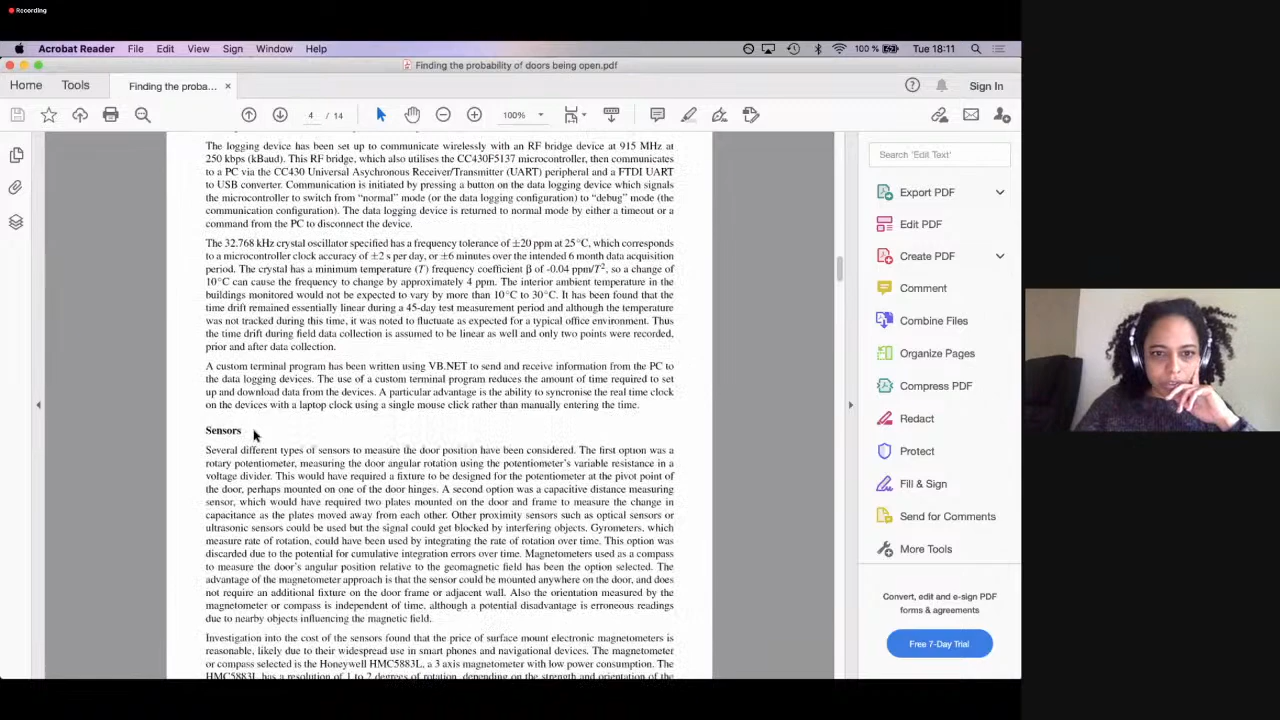 Recording
Acrobat Reader File Edit View Sign Window Help 100 % Tue 18:11
Finding the probability of doors being open.pdf
Home Tools Finding the proba... × Sign In
4 / 14 100%
The logging device has been set up to communicate wirelessly with an RF bridge device at 915 MHz at
250 kbps (kBaud). This RF bridge, which also utilises the CC430F5137 microcontroller, then communicates
to a PC via the CC430 Universal Asychronous Receiver/Transmitter (UART) peripheral and a FTDI UART
to USB converter. Communication is initiated by pressing a button on the data logging device which signals
the microcontroller to switch from “normal” mode (or the data logging configuration) to “debug” mode (the
communication configuration). The data logging device is returned to normal mode by either a timeout or a
command from the PC to disconnect the device.
The 32.768 kHz crystal oscillator specified has a frequency tolerance of ±20 ppm at 25°C, which corresponds
to a microcontroller clock accuracy of ±2 s per day, or ±6 minutes over the intended 6 month data acquisition
period. The crystal has a minimum temperature (T) frequency coefficient β of -0.04 ppm/T², so a change of
10°C can cause the frequency to change by approximately 4 ppm. The interior ambient temperature in the
buildings monitored would not be expected to vary by more than 10°C to 30°C. It has been found that the
time drift remained essentially linear during a 45-day test measurement period and although the temperature
was not tracked during this time, it was noted to fluctuate as expected for a typical office environment. Thus
the time drift during field data collection is assumed to be linear as well and only two points were recorded,
prior and after data collection.
A custom terminal program has been written using VB.NET to send and receive information from the PC to
the data logging devices. The use of a custom terminal program reduces the amount of time required to set
up and download data from the devices. A particular advantage is the ability to syncronise the real time clock
on the devices with a laptop clock using a single mouse click rather than manually entering the time.
Sensors
Several different types of sensors to measure the door position have been considered. The first option was a
rotary potentiometer, measuring the door angular rotation using the potentiometer’s variable resistance in a
voltage divider. This would have required a fixture to be designed for the potentiometer at the pivot point of
the door, perhaps mounted on one of the door hinges. A second option was a capacitive distance measuring
sensor, which would have required two plates mounted on the door and frame to measure the change in
capacitance as the plates moved away from each other. Other proximity sensors such as optical sensors or
ultrasonic sensors could be used but the signal could get blocked by interfering objects. Gyrometers, which
measure rate of rotation, could have been used by integrating the rate of rotation over time. This option was
discarded due to the potential for cumulative integration errors over time. Magnetometers used as a compass
to measure the door’s angular position relative to the geomagnetic field has been the option selected. The
advantage of the magnetometer approach is that the sensor could be mounted anywhere on the door, and does
not require an additional fixture on the door frame or adjacent wall. Also the orientation measured by the
magnetometer or compass is independent of time, although a potential disadvantage is erroneous readings
due to nearby objects influencing the magnetic field.
Investigation into the cost of the sensors found that the price of surface mount electronic magnetometers is
reasonable, likely due to their widespread use in smart phones and navigational devices. The magnetometer
or compass selected is the Honeywell HMC5883L, a 3 axis magnetometer with low power consumption. The
HMC5883L has a resolution of 1 to 2 degrees of rotation, depending on the strength and orientation of the
Search 'Edit Text'
Export PDF
Edit PDF
Create PDF
Comment
Combine Files
Organize Pages
Compress PDF
Redact
Protect
Fill & Sign
Send for Comments
More Tools
Convert, edit and e-sign PDF
forms & agreements
Free 7-Day Trial